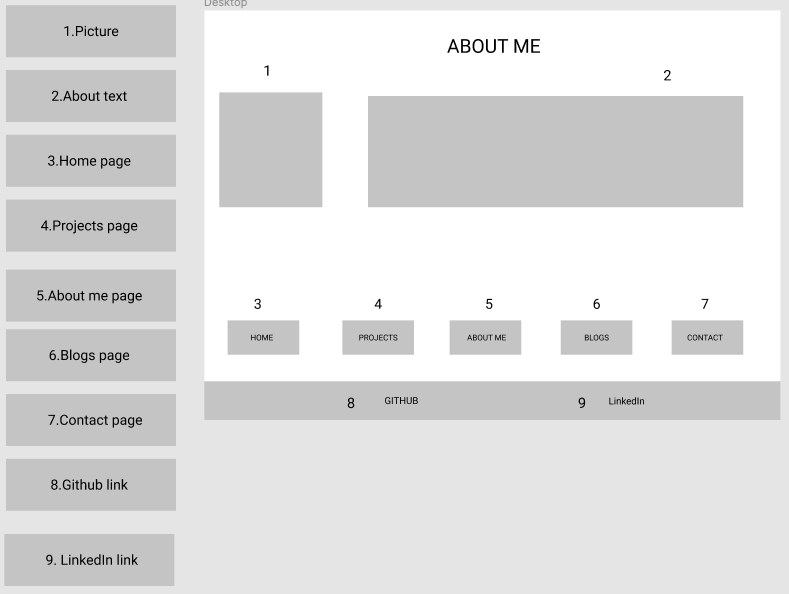 Desktop
1.Picture
2.About text
3.Home page
4.Projects page
5.About me page
6.Blogs page
7.Contact page
8.Github link
9. LinkedIn link
ABOUT ME
1
2
3
4
5
6
7
HOME
PROJECTS
ABOUT ME
BLOGS
CONTACT
8
GITHUB
9
LinkedIn